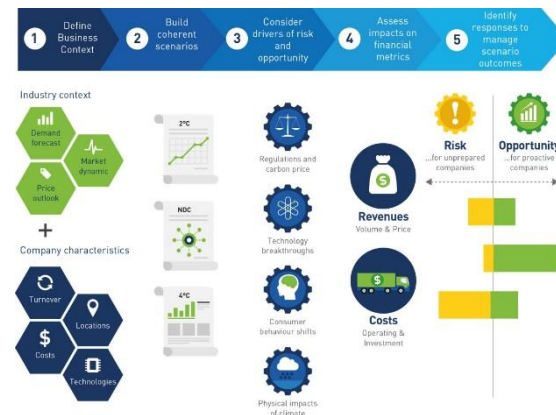 1
Define
Business
Context
2
Build
coherent
scenarios
3
Consider
drivers of risk
and
opportunity
4
Assess
impacts on
financial
metrics
5
Identify
responses to
manage
scenario
outcomes
Industry context
Demand
forecast
Market
dynamic
Price
outlook
+
Company characteristics
Turnover
Locations
$
Costs
Technologies
2°C
NDC
4°C
Regulations and
carbon price
Technology
breakthroughs
Consumer
behaviour shifts
Physical impacts
of climate
$
Revenues
Volume & Price
$
Costs
Operating &
Investment
!
Risk
...for unprepared
companies
Opportunity
...for proactive
companies